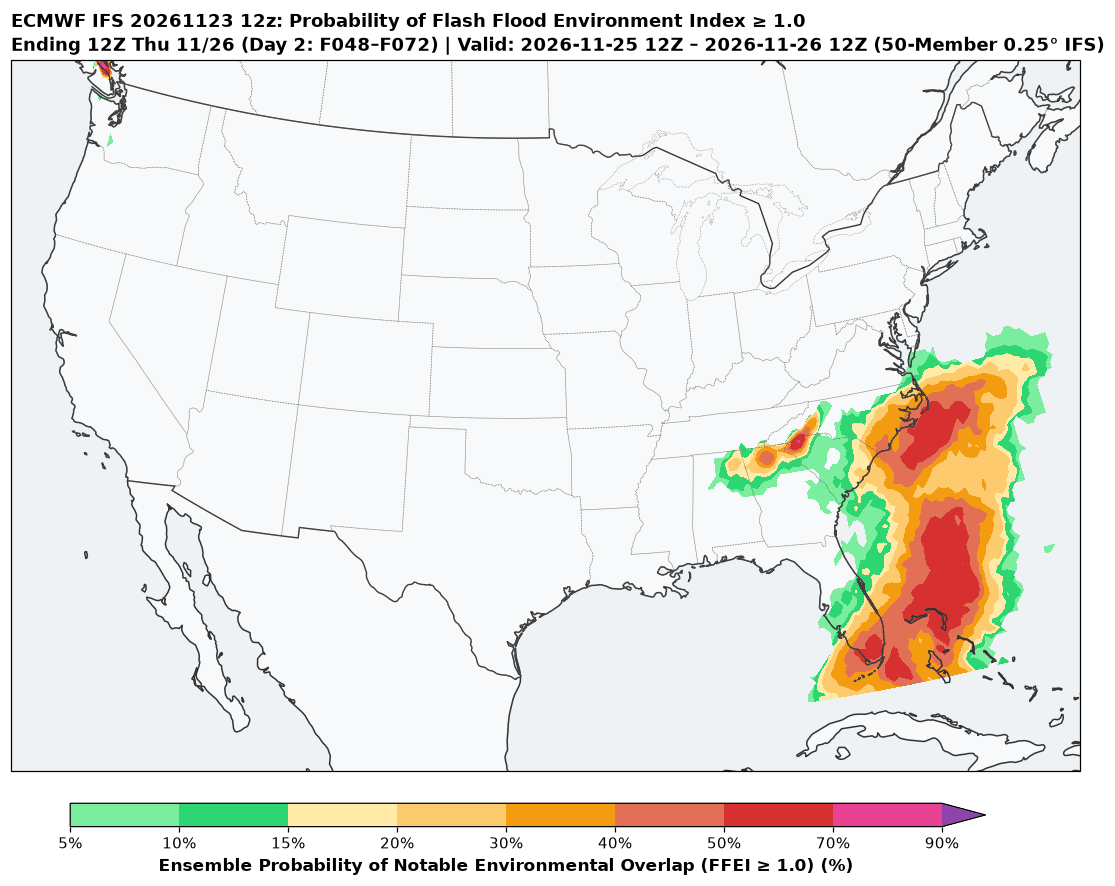 ECMWF IFS 20261123 12z: Probability of Flash Flood Environment Index ≥ 1.0
Ending 12Z Thu 11/26 (Day 2: F048–F072) | Valid: 2026-11-25 12Z – 2026-11-26 12Z (50-Member 0.25° IFS)
5% 10% 15% 20% 30% 40% 50% 70% 90%
Ensemble Probability of Notable Environmental Overlap (FFEI ≥ 1.0) (%)